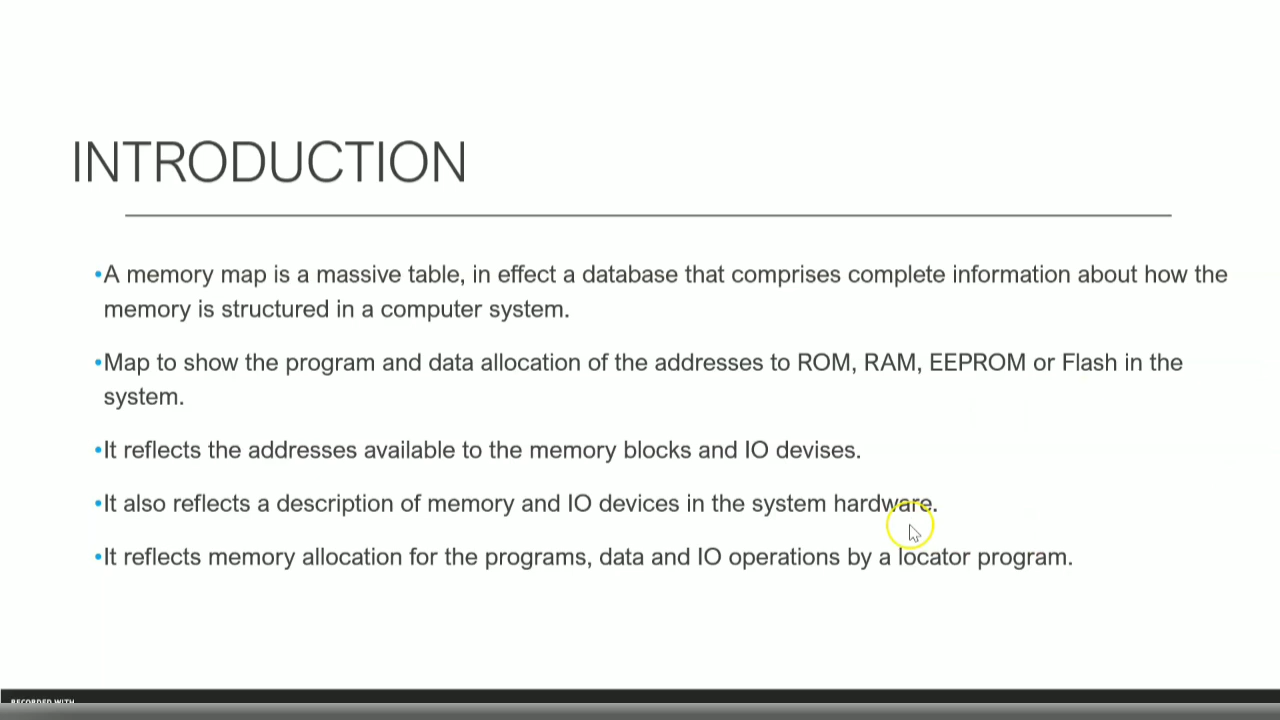 INTRODUCTION
•A memory map is a massive table, in effect a database that comprises complete information about how the
memory is structured in a computer system.
•Map to show the program and data allocation of the addresses to ROM, RAM, EEPROM or Flash in the
system.
•It reflects the addresses available to the memory blocks and IO devises.
•It also reflects a description of memory and IO devices in the system hardware.
•It reflects memory allocation for the programs, data and IO operations by a locator program.
RECORDED WITH